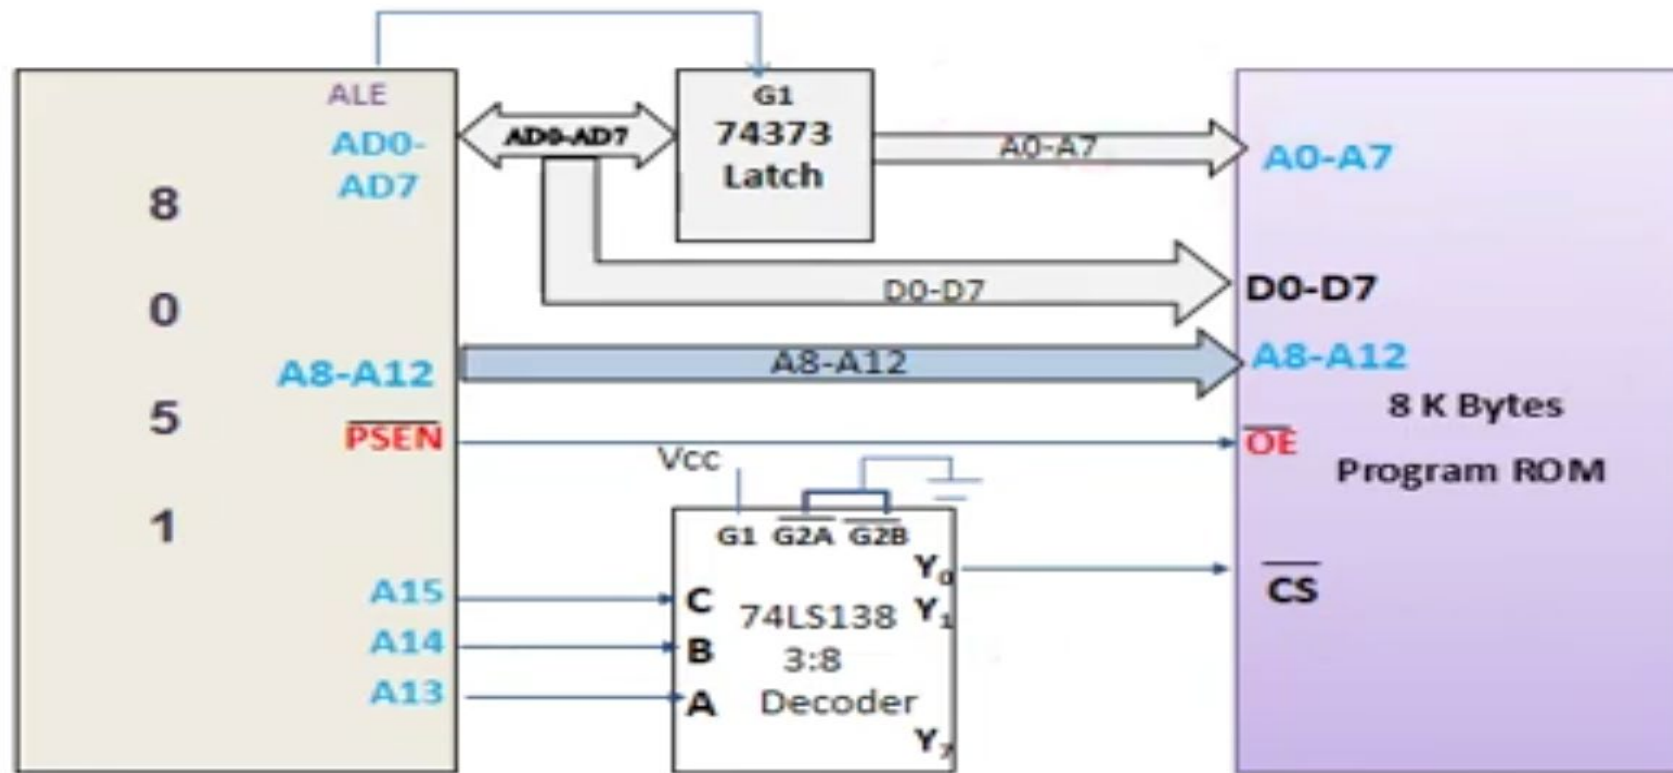 ALE
AD0-
AD7
8
0
5
1
A8-A12
PSEN
A15
A14
A13
AD0-AD7
G1
74373
Latch
A0-A7
D0-D7
A8-A12
Vcc
G1 G2A G2B
C
B
A
74LS138
3:8
Decoder
Y0
Y1
Y7
A0-A7
D0-D7
A8-A12
8 K Bytes
OE
Program ROM
CS